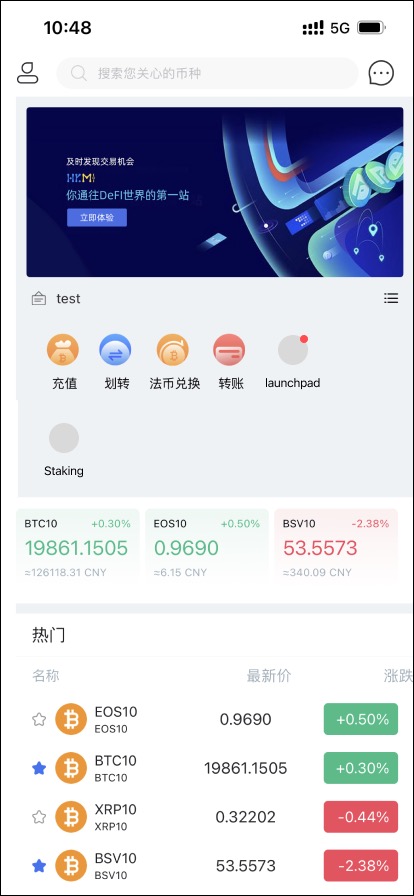 10:48
5G
搜索您关心的币种
及时发现交易机会
你通往DeFi世界的第一站
立即体验
test
充值 划转 法币兑换 转账 launchpad
Staking
BTC10 +0.30% EOS10 +0.50% BSV10 -2.38%
19861.1505 0.9690 53.5573
≈126118.31 CNY ≈6.15 CNY ≈340.09 CNY
热门
名称 最新价 涨跌
EOS10 0.9690 +0.50%
EOS10
BTC10 19861.1505 +0.30%
BTC10
XRP10 0.32202 -0.44%
XRP10
BSV10 53.5573 -2.38%
BSV10